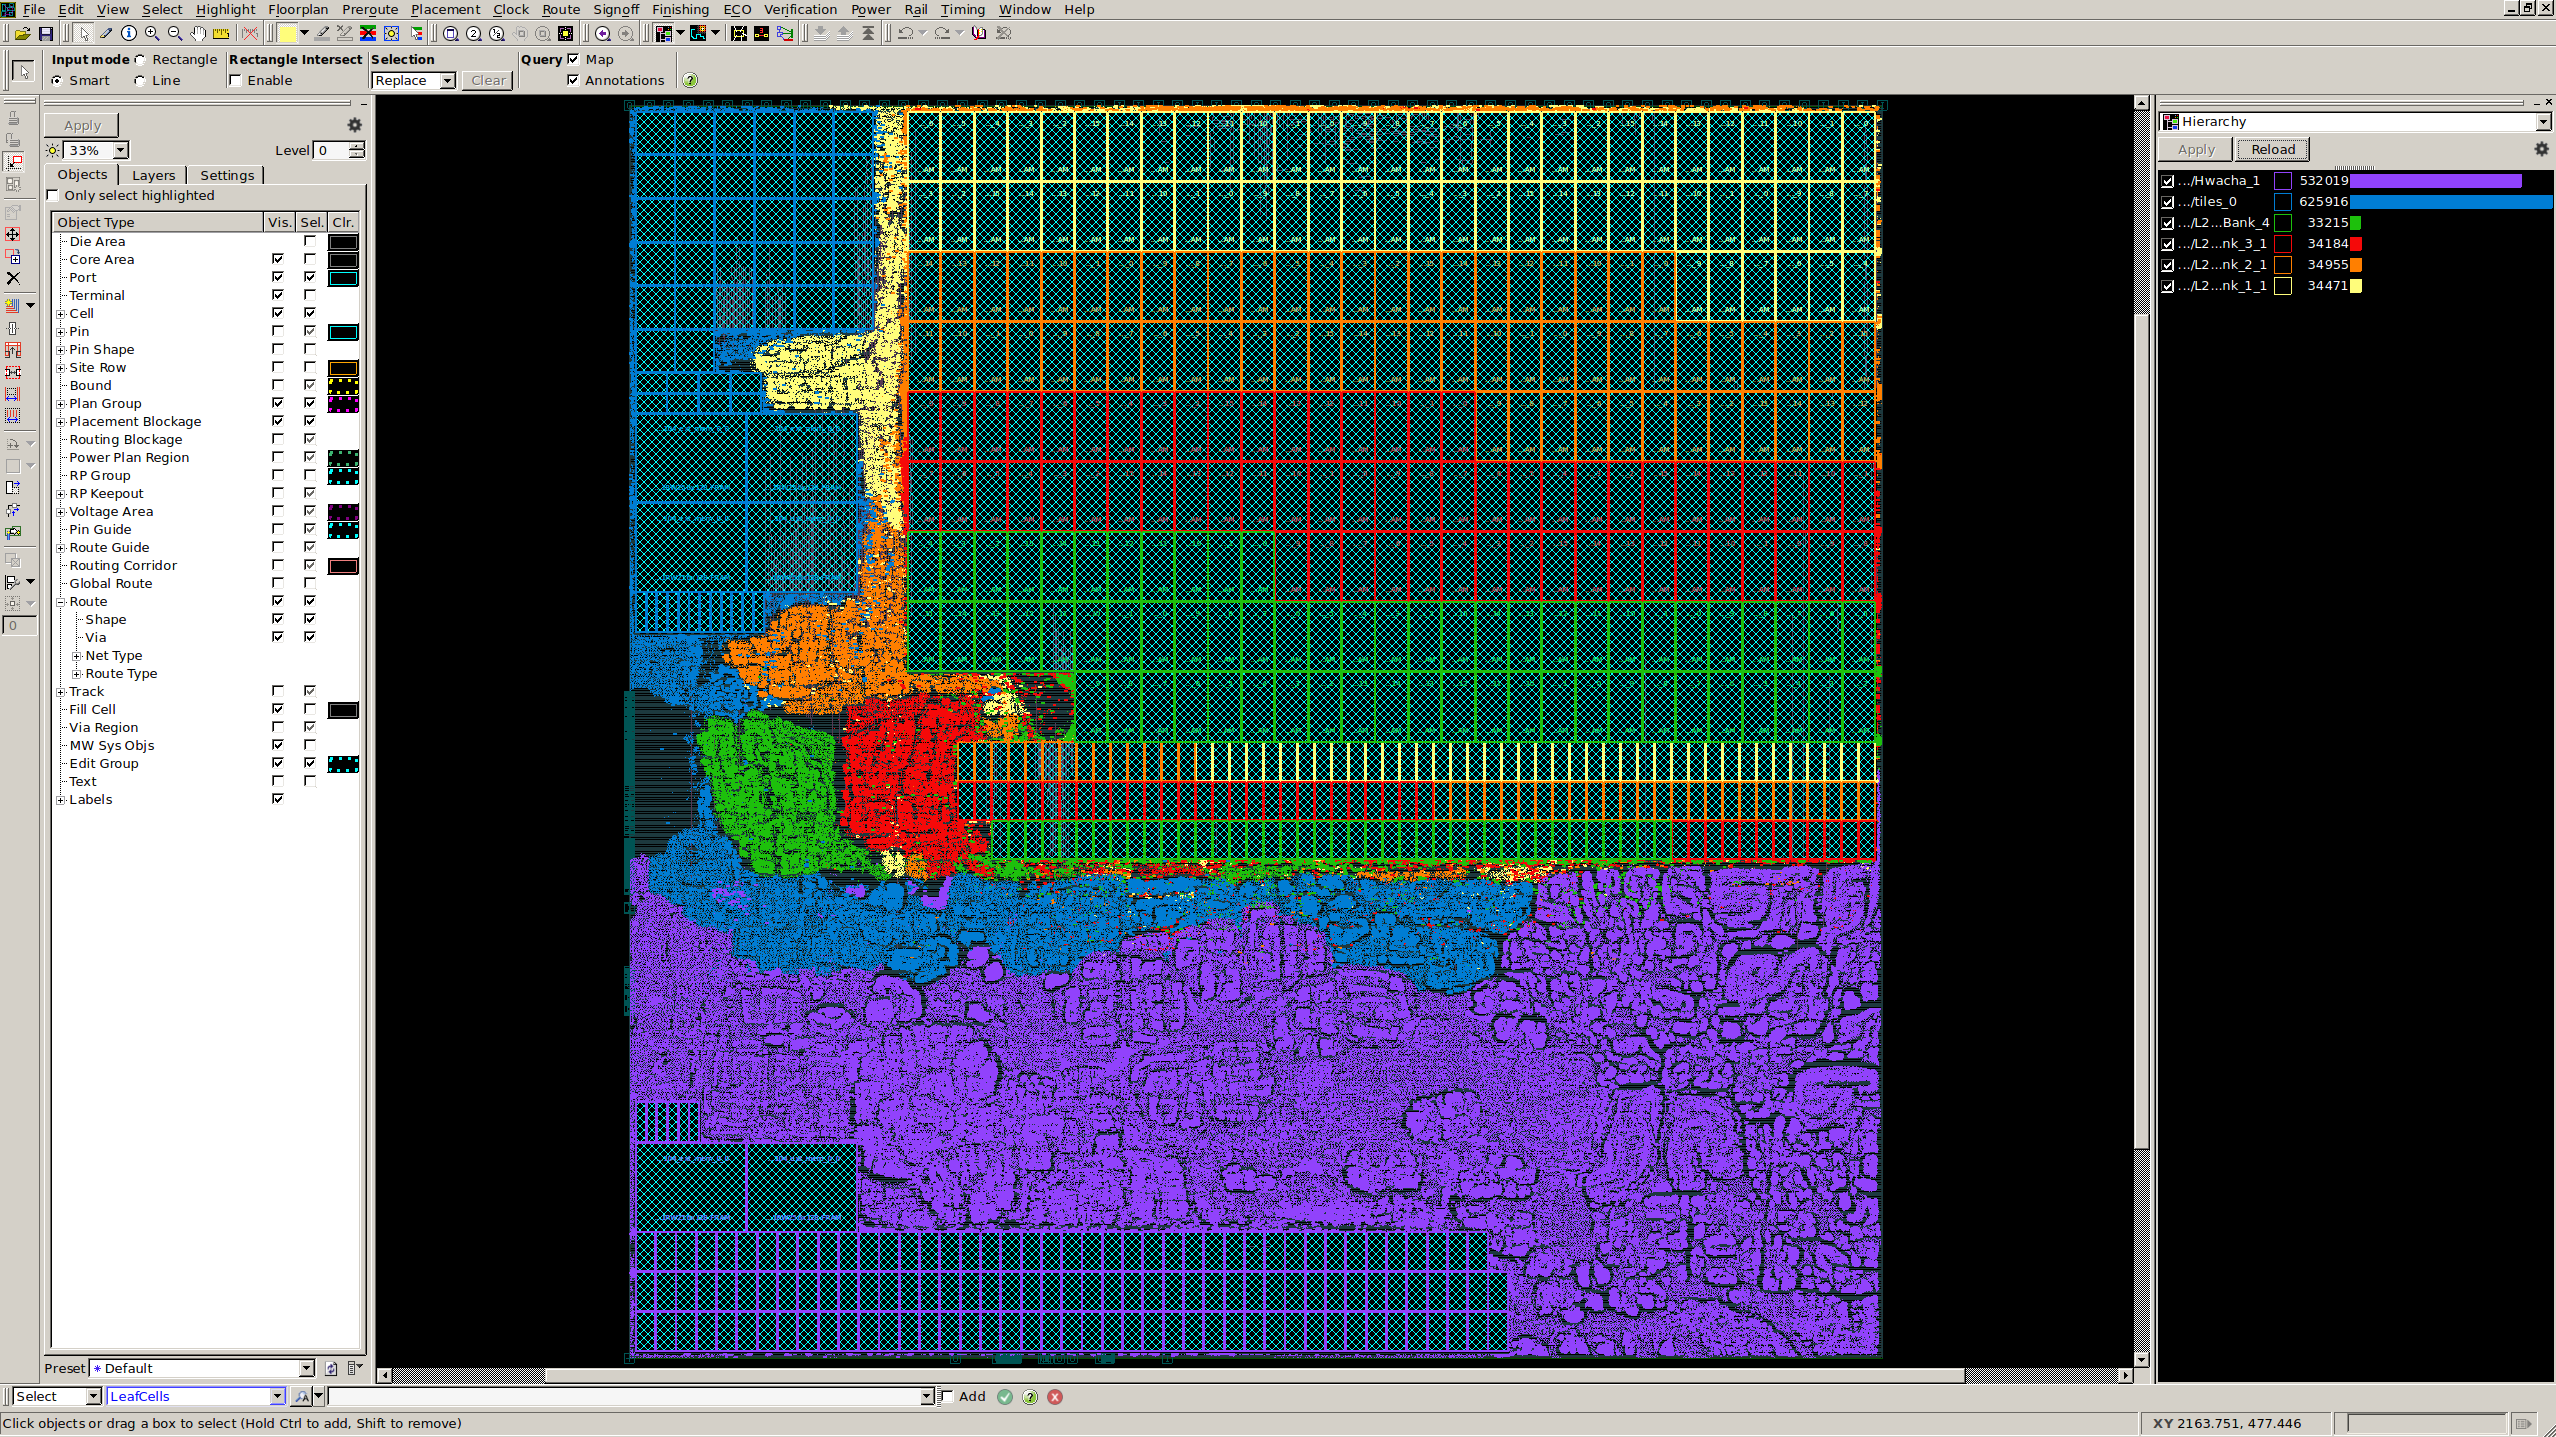 File Edit View Select Highlight Floorplan Preroute Placement Clock Route Signoff Finishing ECO Verification Power Rail Timing Window Help
Input mode Rectangle Rectangle Intersect Selection Query Map
Smart Line Enable Replace Clear Annotations
Apply
33% Level 0
Objects Layers Settings
Only select highlighted
Object Type Vis. Sel. Clr.
Die Area
Core Area
Port
Terminal
Cell
Pin
Pin Shape
Site Row
Bound
Plan Group
Placement Blockage
Routing Blockage
Power Plan Region
RP Group
RP Keepout
Voltage Area
Pin Guide
Route Guide
Routing Corridor
Global Route
Route
Shape
Via
Net Type
Route Type
Track
Fill Cell
Via Region
MW Sys Objs
Edit Group
Text
Labels
0
Preset * Default
Hierarchy
Apply Reload
.../Hwacha_1 532019
.../tiles_0 625916
.../L2...Bank_4 33215
.../L2...nk_3_1 34184
.../L2...nk_2_1 34955
.../L2...nk_1_1 34471
Select LeafCells Add
Click objects or drag a box to select (Hold Ctrl to add, Shift to remove)
XY 2163.751, 477.446